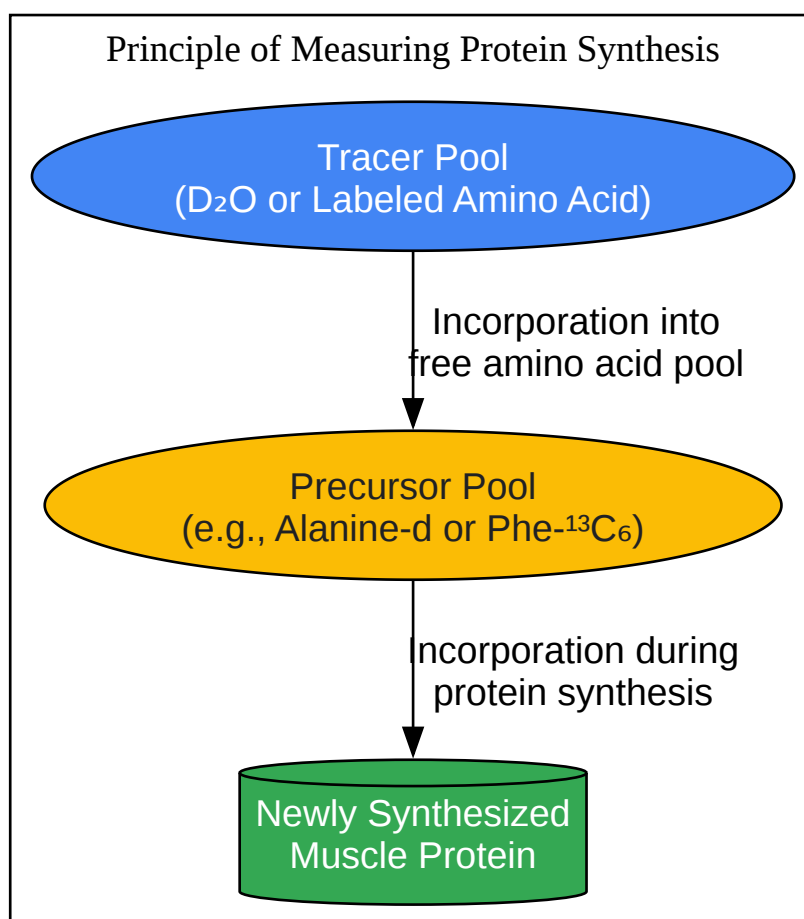 Principle of Measuring Protein Synthesis
Tracer Pool
(D₂O or Labeled Amino Acid)
Incorporation into
free amino acid pool
Precursor Pool
(e.g., Alanine-d or Phe-¹³C₆)
Incorporation during
protein synthesis
Newly Synthesized
Muscle Protein